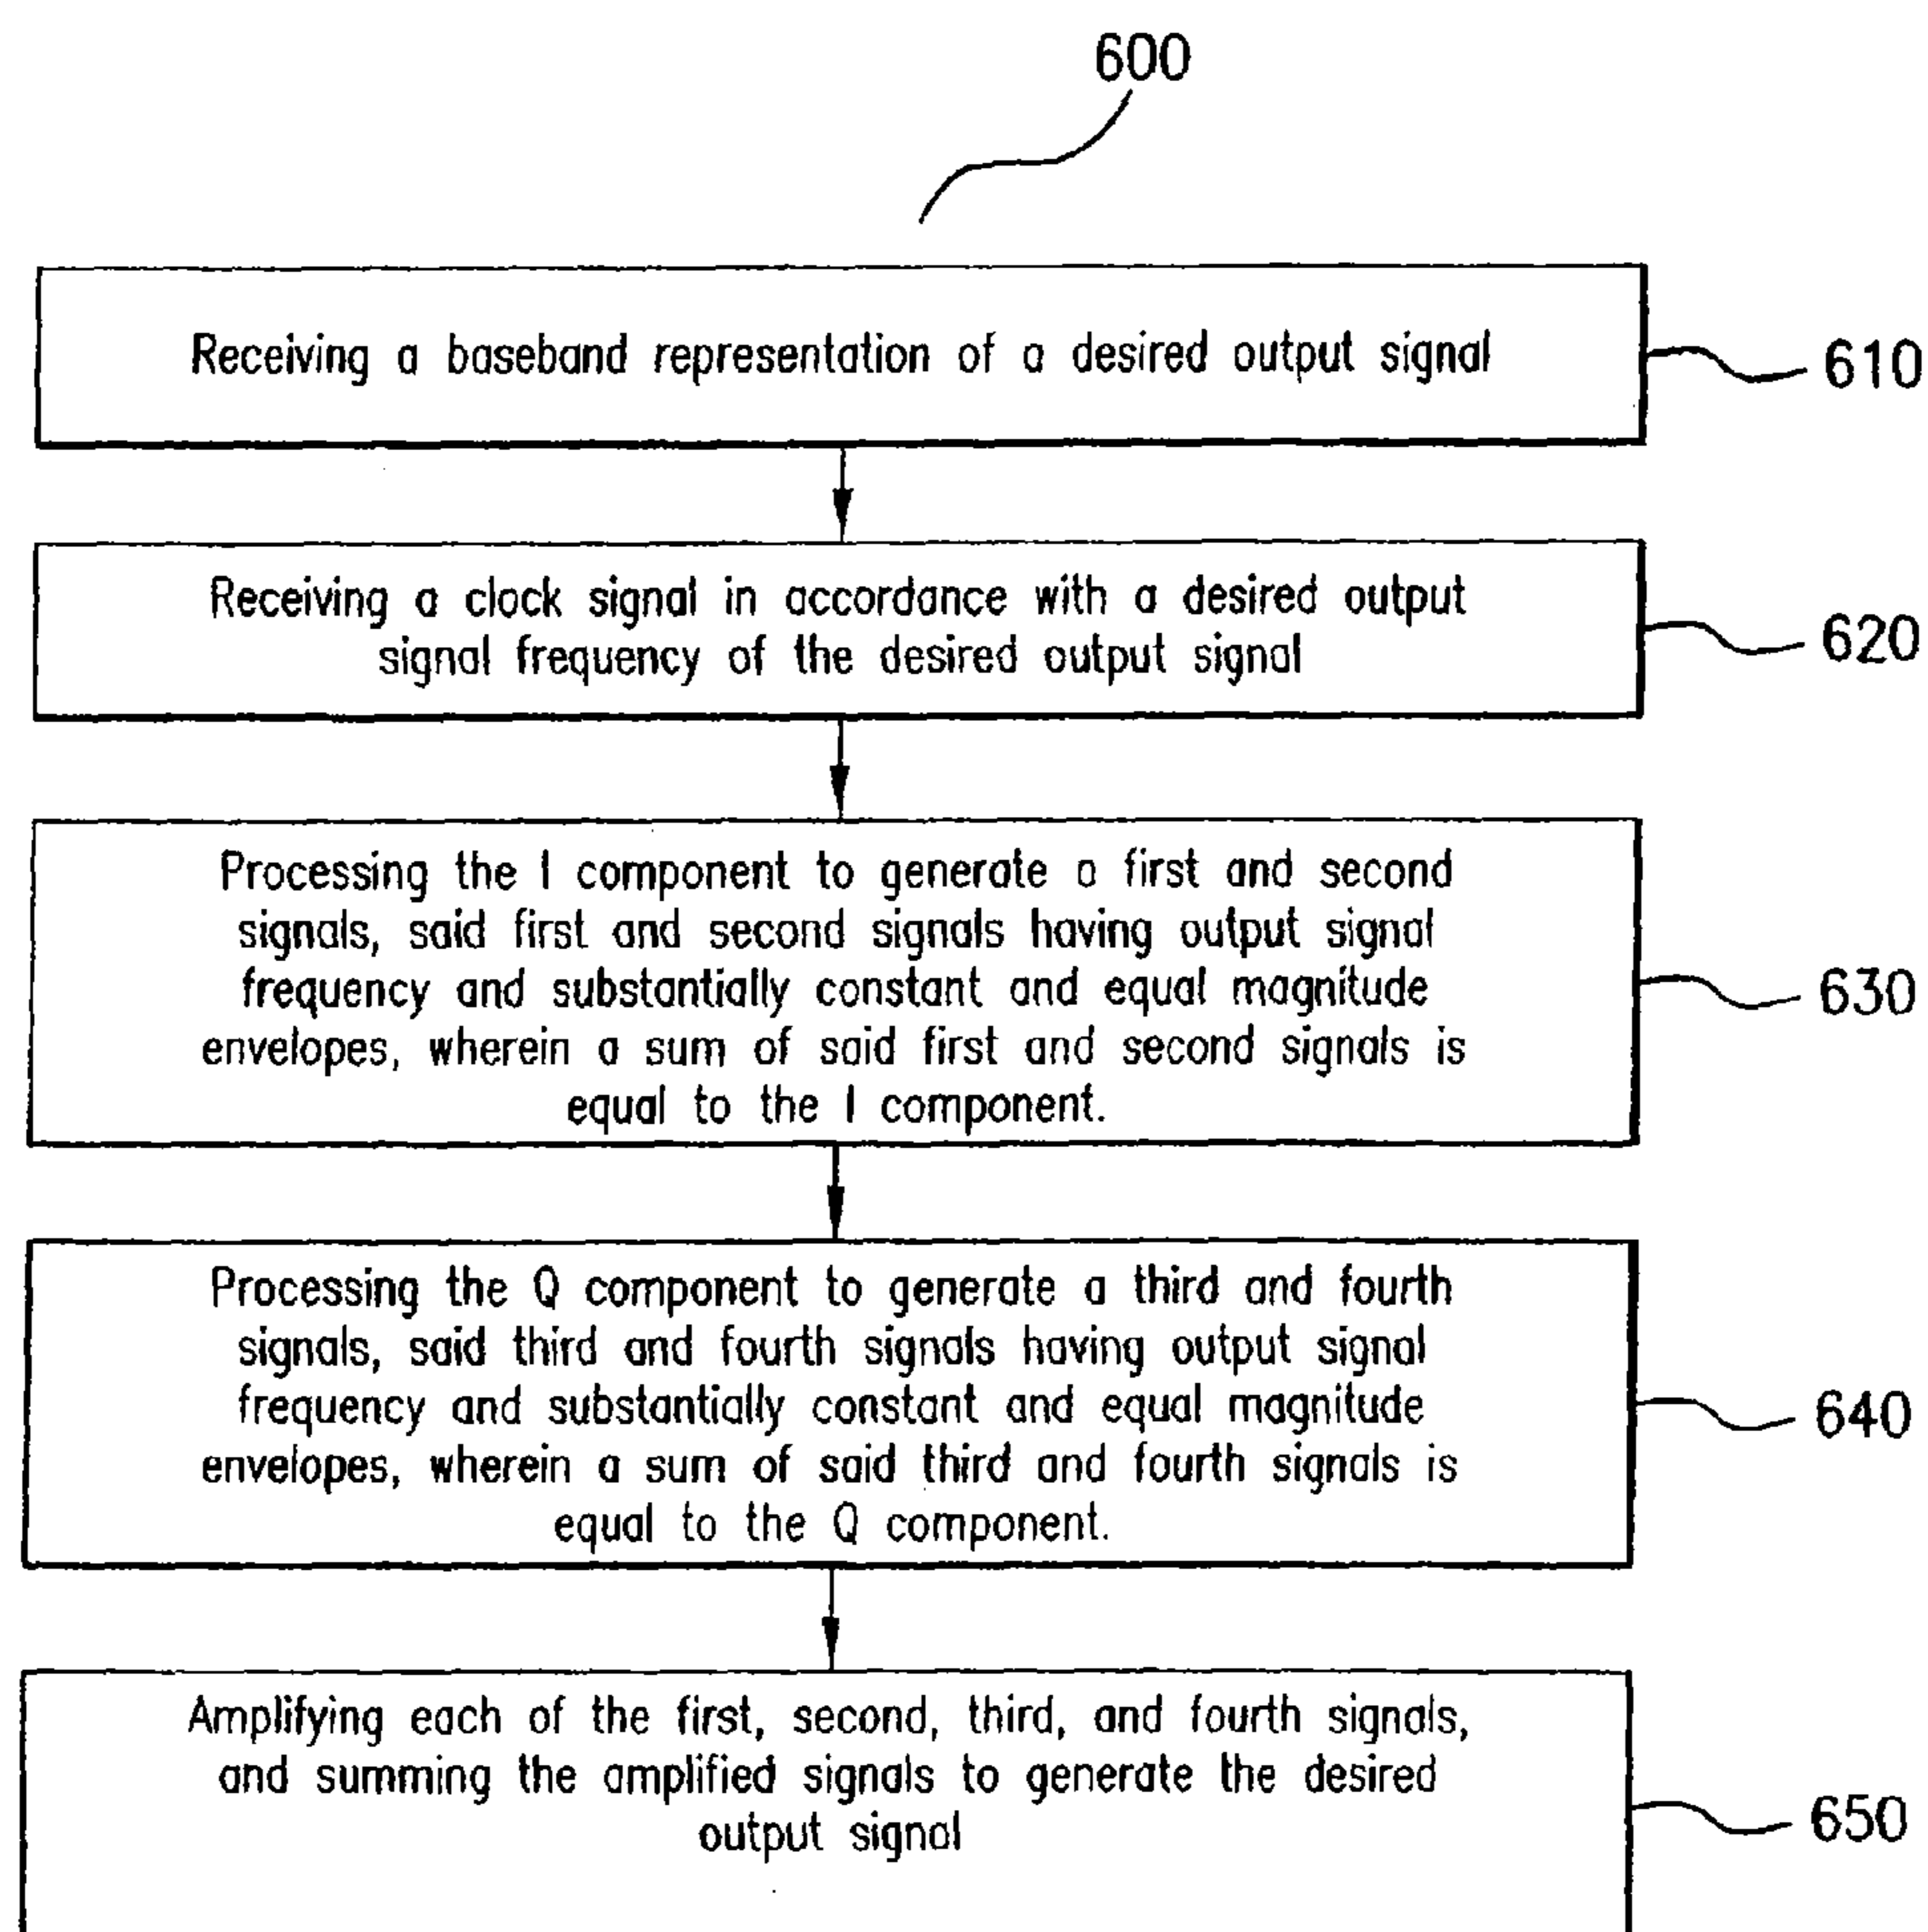 600
Receiving a baseband representation of a desired output signal
610
Receiving a clock signal in accordance with a desired output
signal frequency of the desired output signal
620
Processing the I component to generate a first and second
signals, said first and second signals having output signal
frequency and substantially constant and equal magnitude
envelopes, wherein a sum of said first and second signals is
equal to the I component.
630
Processing the Q component to generate a third and fourth
signals, said third and fourth signals having output signal
frequency and substantially constant and equal magnitude
envelopes, wherein a sum of said third and fourth signals is
equal to the Q component.
640
Amplifying each of the first, second, third, and fourth signals,
and summing the amplified signals to generate the desired
output signal
650